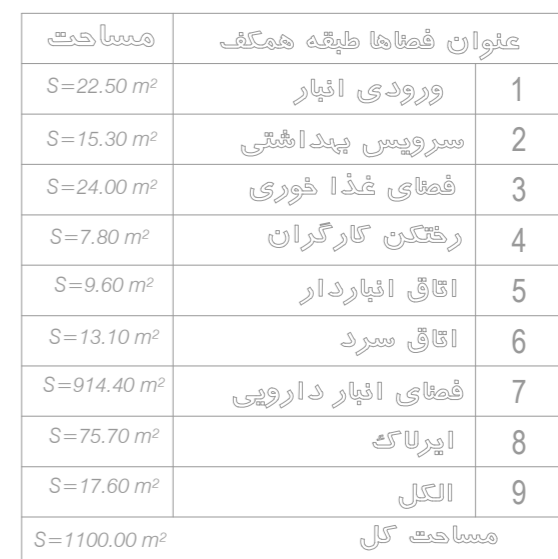 عنوان فضاها طبقه همکف مساحت
1 ورودی انبار S=22.50 m²
2 سرویس بهداشتی S=15.30 m²
3 فضای غذا خوری S=24.00 m²
4 رختکن کارگران S=7.80 m²
5 اتاق انباردار S=9.60 m²
6 اتاق سرد S=13.10 m²
7 فضای انبار دارویی S=914.40 m²
8 ایرلاک S=75.70 m²
9 الکل S=17.60 m²
مساحت کل S=1100.00 m²